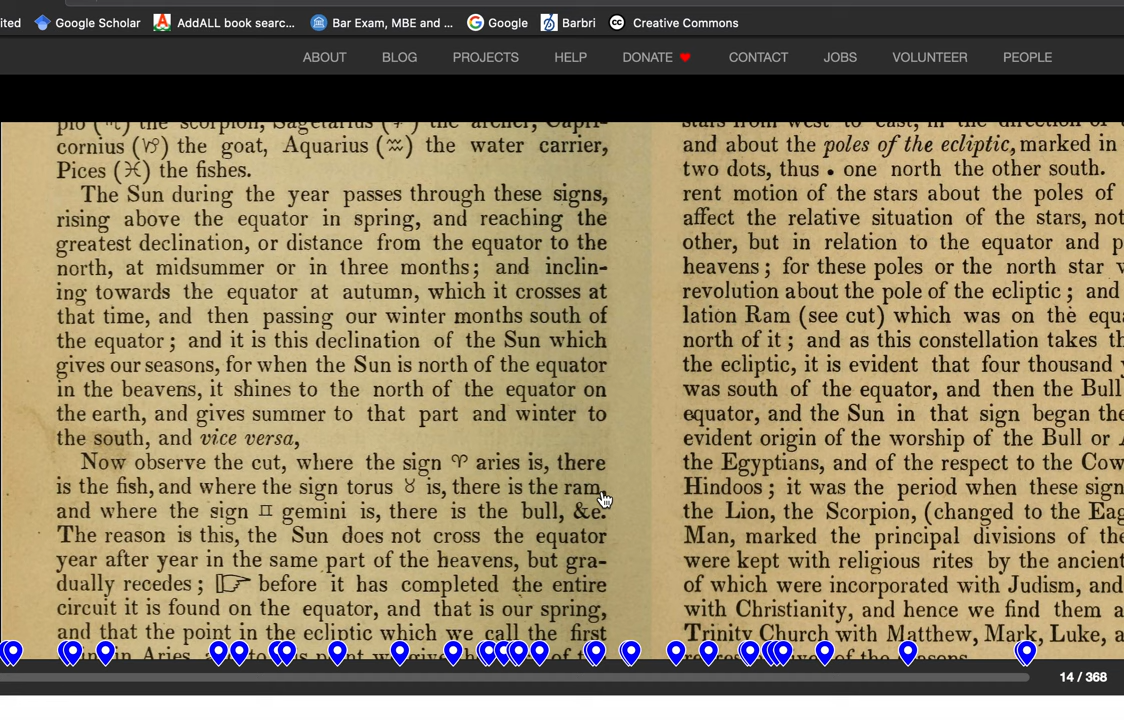 ited Google Scholar AddALL book searc... Bar Exam, MBE and ... Google Barbri Creative Commons
ABOUT BLOG PROJECTS HELP DONATE CONTACT JOBS VOLUNTEER PEOPLE
pio (♏) the scorpion, Sagetarius (♐) the archer, Capri-
cornius (♑) the goat, Aquarius (♒) the water carrier,
Pices (♓) the fishes.
The Sun during the year passes through these signs,
rising above the equator in spring, and reaching the
greatest declination, or distance from the equator to the
north, at midsummer or in three months; and inclin-
ing towards the equator at autumn, which it crosses at
that time, and then passing our winter months south of
the equator; and it is this declination of the Sun which
gives our seasons, for when the Sun is north of the equator
in the beavens, it shines to the north of the equator on
the earth, and gives summer to that part and winter to
the south, and vice versa,
Now observe the cut, where the sign ♈ aries is, there
is the fish, and where the sign torus ♉ is, there is the ram,
and where the sign ♊ gemini is, there is the bull, &e.
The reason is this, the Sun does not cross the equator
year after year in the same part of the heavens, but gra-
dually recedes; ☞ before it has completed the entire
circuit it is found on the equator, and that is our spring,
and that the point in the ecliptic which we call the first
stars from west to east, in the direction of
and about the poles of the ecliptic, marked in
two dots, thus • one north the other south.
rent motion of the stars about the poles of
affect the relative situation of the stars, not
other, but in relation to the equator and p
heavens; for these poles or the north star
revolution about the pole of the ecliptic; and
lation Ram (see cut) which was on the equa
north of it; and as this constellation takes th
the ecliptic, it is evident that four thousand y
was south of the equator, and then the Bull
equator, and the Sun in that sign began the
evident origin of the worship of the Bull or A
the Egyptians, and of the respect to the Cow
Hindoos; it was the period when these sign
the Lion, the Scorpion, (changed to the Eag
Man, marked the principal divisions of the
were kept with religious rites by the ancient
of which were incorporated with Judism, and
with Christianity, and hence we find them a
Trinity Church with Matthew, Mark, Luke, a
14 / 368